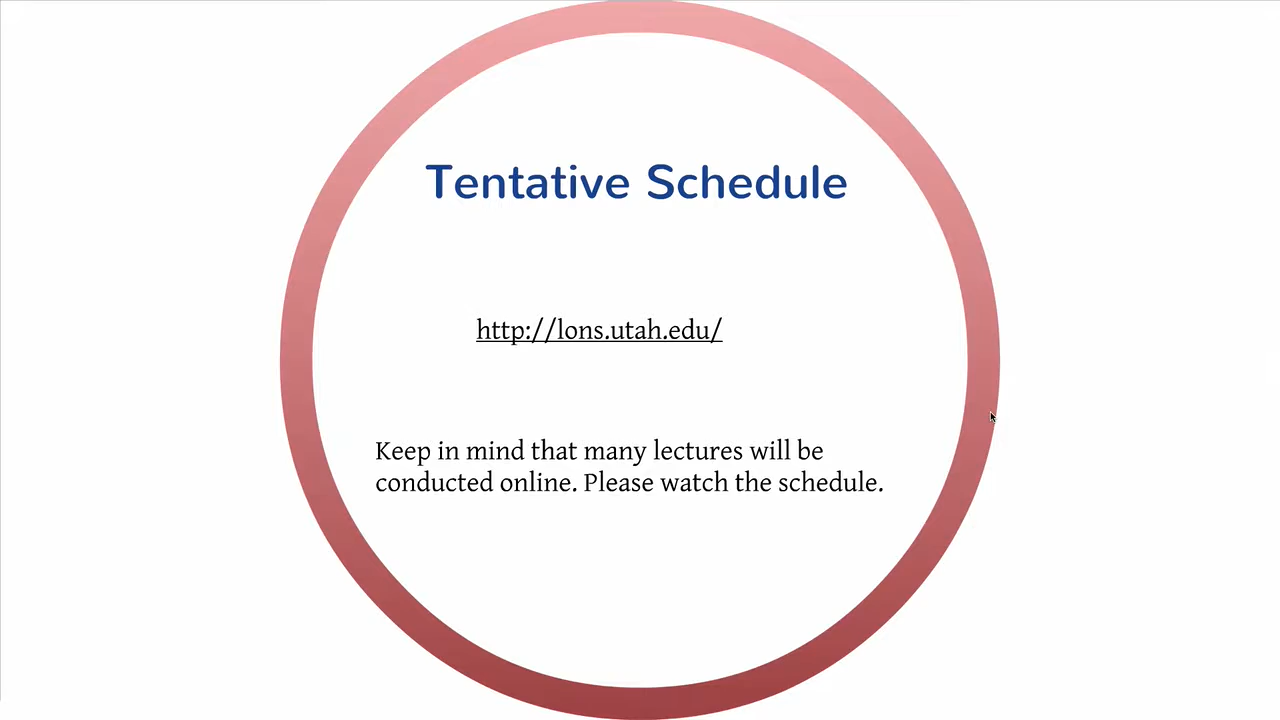 Tentative Schedule
http://lons.utah.edu/
Keep in mind that many lectures will be
conducted online. Please watch the schedule.